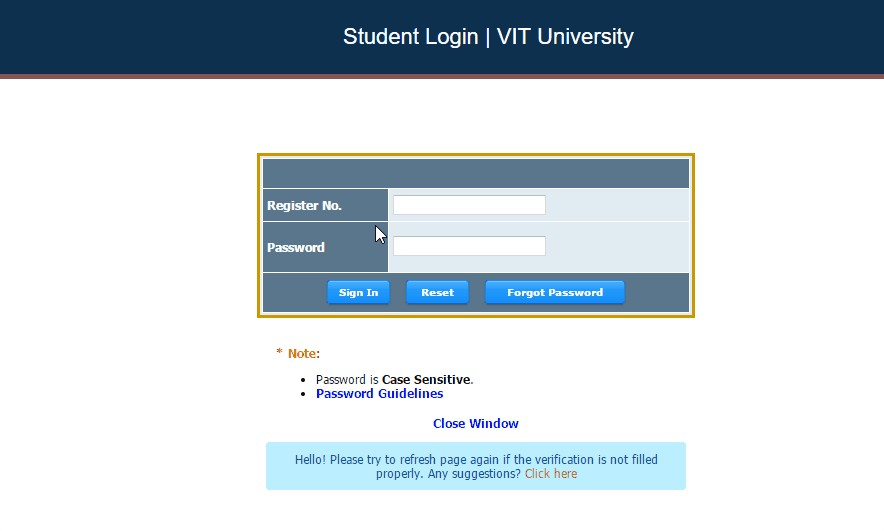 Student Login | VIT University
Register No.
Password
Sign In Reset Forgot Password
* Note:
• Password is Case Sensitive.
• Password Guidelines
Close Window
Hello! Please try to refresh page again if the verification is not filled
properly. Any suggestions? Click here